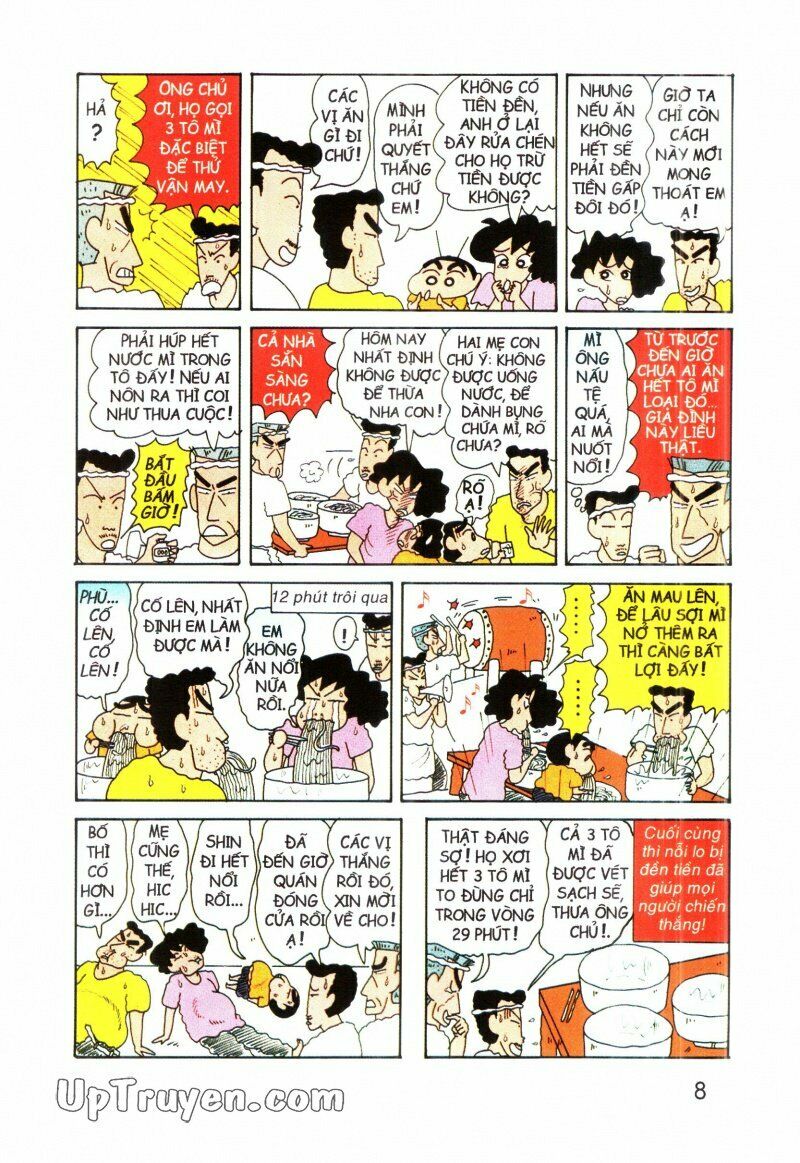 GIỜ TA
CHỈ CÒN
CÁCH
NÀY MỚI
MONG
THOÁT EM
Ạ!
NHƯNG
NẾU ĂN
KHÔNG
HẾT SẼ
PHẢI ĐỀN
TIỀN GẤP
ĐÔI ĐÓ!
KHÔNG CÓ
TIỀN ĐỀN,
ANH Ở LẠI
ĐÂY RỬA CHÉN
CHO HỌ TRỪ
TIỀN ĐƯỢC
KHÔNG?
MÌNH
PHẢI
QUYẾT
THẮNG
CHỨ
EM!
CÁC
VỊ ĂN
GÌ ĐI
CHỨ!
ÔNG CHỦ
ƠI, HỌ GỌI
3 TÔ MÌ
ĐẶC BIỆT
ĐỂ THỬ
VẬN MAY.
HẢ
?
TỪ TRƯỚC
ĐẾN GIỜ
CHƯA AI ĂN
HẾT TÔ MÌ
LOẠI ĐÓ...
GIA ĐÌNH
NÀY LIỀU
THẬT.
MÌ
ÔNG
NẤU
TỆ
QUÁ,
AI MÀ
NUỐT
NỔI!
HAI MẸ CON
CHÚ Ý: KHÔNG
ĐƯỢC UỐNG
NƯỚC, ĐỂ
DÀNH BỤNG
CHỨA MÌ, RÕ
CHƯA?
RÕ
Ạ!
HÔM NAY
NHẤT ĐỊNH
KHÔNG ĐƯỢC
ĐỂ THỪA
NHA CON!
CẢ NHÀ
SẴN
SÀNG
CHƯA?
PHẢI HÚP HẾT
NƯỚC MÌ TRONG
TÔ ĐẤY! NẾU AI
NÔN RA THÌ COI
NHƯ THUA CUỘC!
BẮT
ĐẦU
BẤM
GIỜ!
ĂN MAU LÊN,
ĐỂ LÂU SỢI MÌ
NỞ THÊM RA
THÌ CÀNG BẤT
LỢI ĐẤY!
....
....
12 phút trôi qua
!
EM
KHÔNG
ĂN NỔI
NỮA
RỒI.
CỐ LÊN, NHẤT
ĐỊNH EM LÀM
ĐƯỢC MÀ!
PHÙ...
CỐ
LÊN,
CỐ
LÊN!
Cuối cùng
thì nỗi lo bị
đền tiền đã
giúp mọi
người chiến
thắng!
CẢ 3 TÔ
MÌ ĐÃ
ĐƯỢC VÉT
SẠCH SẼ,
THƯA ÔNG
CHỦ!.
THẬT ĐÁNG
SỢ! HỌ XƠI
HẾT 3 TÔ MÌ
TO ĐÙNG CHỈ
TRONG VÒNG
29 PHÚT!
CÁC VỊ
THẮNG
RỒI ĐÓ,
XIN MỜI
VỀ CHO!
ĐÃ
ĐẾN GIỜ
QUÁN
ĐÓNG
CỬA RỒI
Ạ!
SHIN
ĐI HẾT
NỔI
RỒI...
MẸ
CŨNG
THẾ,
HIC
HIC...
BỐ
THÌ
CÓ
HƠN
GÌ...
UpTruyen.com
8